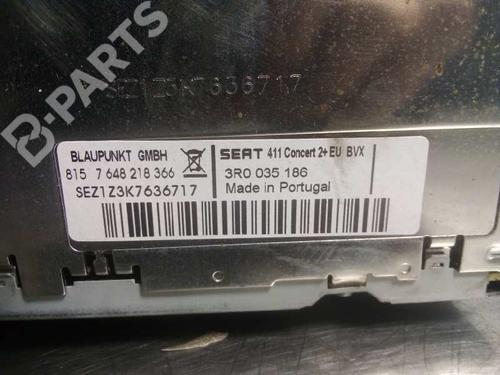 B-PARTS
SEZ1Z3K7636717
BLAUPUNKT GMBH
815 7 648 218 366
SEZ1Z3K7636717
SEAT 411 Concert 2+EU BVX
3R0 035 186
Made in Portugal